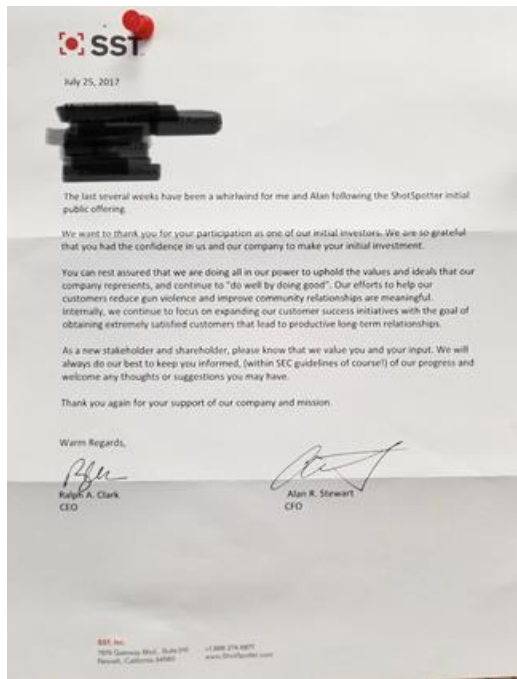 SST
July 25, 2017
The last several weeks have been a whirlwind for me and Alan following the ShotSpotter initial
public offering.
We want to thank you for your participation as one of our initial investors. We are so grateful
that you had the confidence in us and our company to make your initial investment.
You can rest assured that we are doing all in our power to uphold the values and ideals that our
company represents, and continue to "do well by doing good". Our efforts to help our
customers reduce gun violence and improve community relationships are meaningful.
Internally, we continue to focus on expanding our customer success initiatives with the goal of
obtaining extremely satisfied customers that lead to productive long-term relationships.
As a new stakeholder and shareholder, please know that we value you and your input. We will
always do our best to keep you informed, (within SEC guidelines of course!) of our progress and
welcome any thoughts or suggestions you may have.
Thank you again for your support of our company and mission.
Warm Regards,
Ralph A. Clark
CEO
Alan R. Stewart
CFO
SST, Inc.
Gateway Blvd., Suite
Newark, California
www.ShotSpotter.com